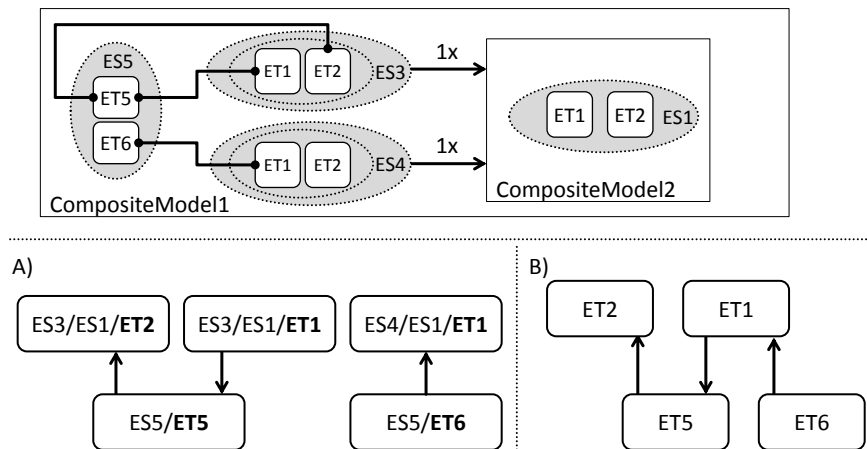 ES5
ET5
ET6
ET1
ET2
ES3
1x
ET1
ET2
ES4
1x
ET1
ET2
ES1
CompositeModel1
CompositeModel2
A)
ES3/ES1/ET2
ES3/ES1/ET1
ES4/ES1/ET1
ES5/ET5
ES5/ET6
B)
ET2
ET1
ET5
ET6